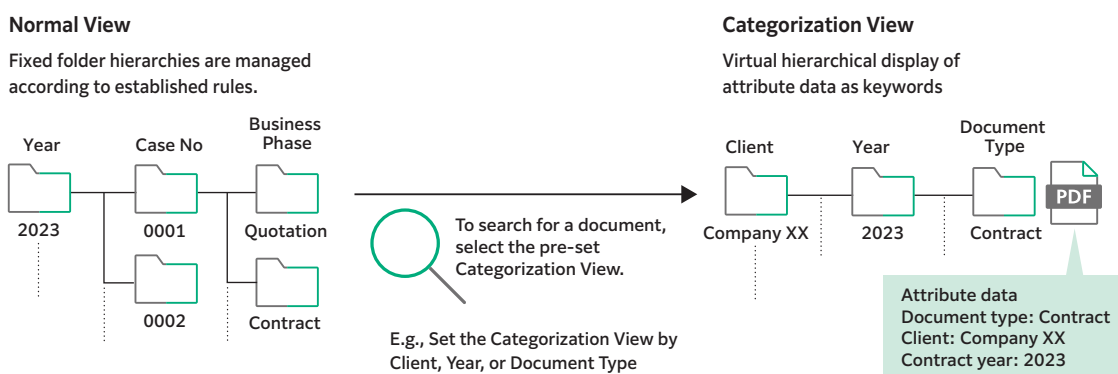 Normal View
Fixed folder hierarchies are managed
according to established rules.
Year
Case No
Business
Phase
2023
0001
Quotation
0002
Contract
To search for a document,
select the pre-set
Categorization View.
E.g., Set the Categorization View by
Client, Year, or Document Type
Categorization View
Virtual hierarchical display of
attribute data as keywords
Client
Year
Document
Type
PDF
Company XX
2023
Contract
Attribute data
Document type: Contract
Client: Company XX
Contract year: 2023